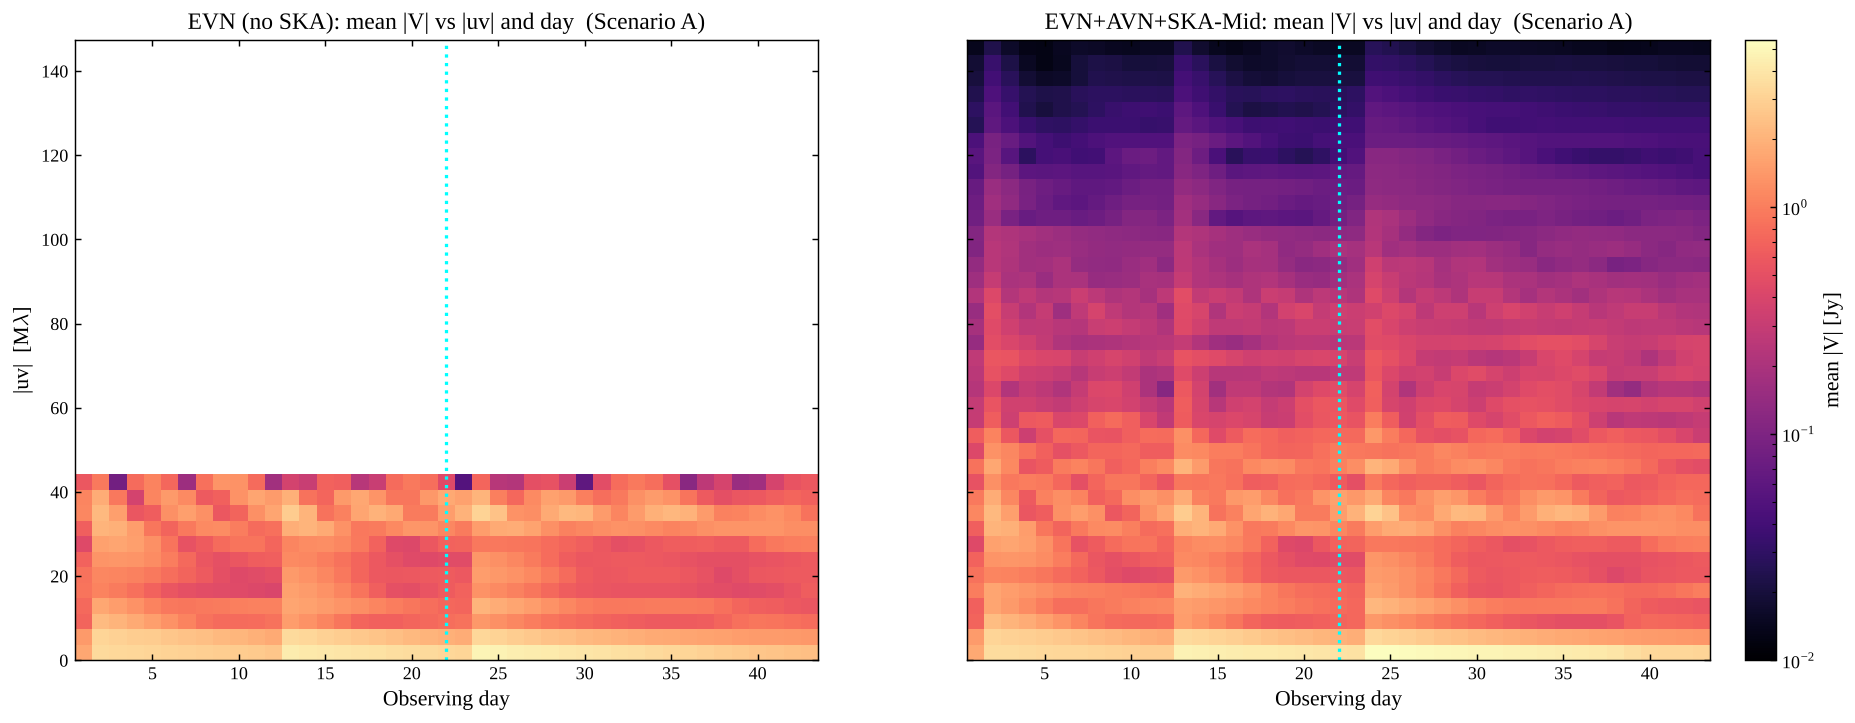 EVN (no SKA): mean |V| vs |uv| and day  (Scenario A)
EVN+AVN+SKA-Mid: mean |V| vs |uv| and day  (Scenario A)
|uv|  [Mλ]
140
120
100
80
60
40
20
0
5 10 15 20 25 30 35 40
Observing day
5 10 15 20 25 30 35 40
Observing day
10⁰
10⁻¹
10⁻²
mean |V| [Jy]